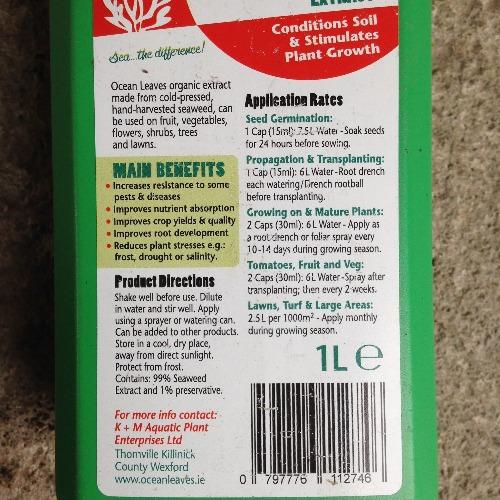 Conditions Soil
& Stimulates
Plant Growth
Sea...the difference!
Ocean Leaves organic extract
made from cold-pressed,
hand-harvested seaweed, can
be used on fruit, vegetables,
flowers, shrubs, trees
and lawns.
MAIN BENEFITS
• Increases resistance to some
pests & diseases
• Improves nutrient absorption
• Improves crop yields & quality
• Improves root development
• Reduces plant stresses e.g.:
frost, drought or salinity.
Product Directions
Shake well before use. Dilute
in water and stir well. Apply
using a sprayer or watering can.
Can be added to other products.
Store in a cool, dry place,
away from direct sunlight.
Protect from frost.
Contains: 99% Seaweed
Extract and 1% preservative.
For more info contact:
K + M Aquatic Plant
Enterprises Ltd
Thornville Killinick
County Wexford
www.oceanleaves.ie
Application Rates
Seed Germination:
1 Cap (15ml): 7.5L Water - Soak seeds
for 24 hours before sowing.
Propagation & Transplanting:
1 Cap (15ml): 6L Water - Root drench
each watering/Drench rootball
before transplanting.
Growing on & Mature Plants:
2 Caps (30ml): 6L Water - Apply as
a root drench or foliar spray every
10-14 days during growing season.
Tomatoes, Fruit and Veg:
2 Caps (30ml): 6L Water - Spray after
transplanting; then every 2 weeks.
Lawns, Turf & Large Areas:
2.5L per 1000m² - Apply monthly
during growing season.
1L ℮
0 797776 112746